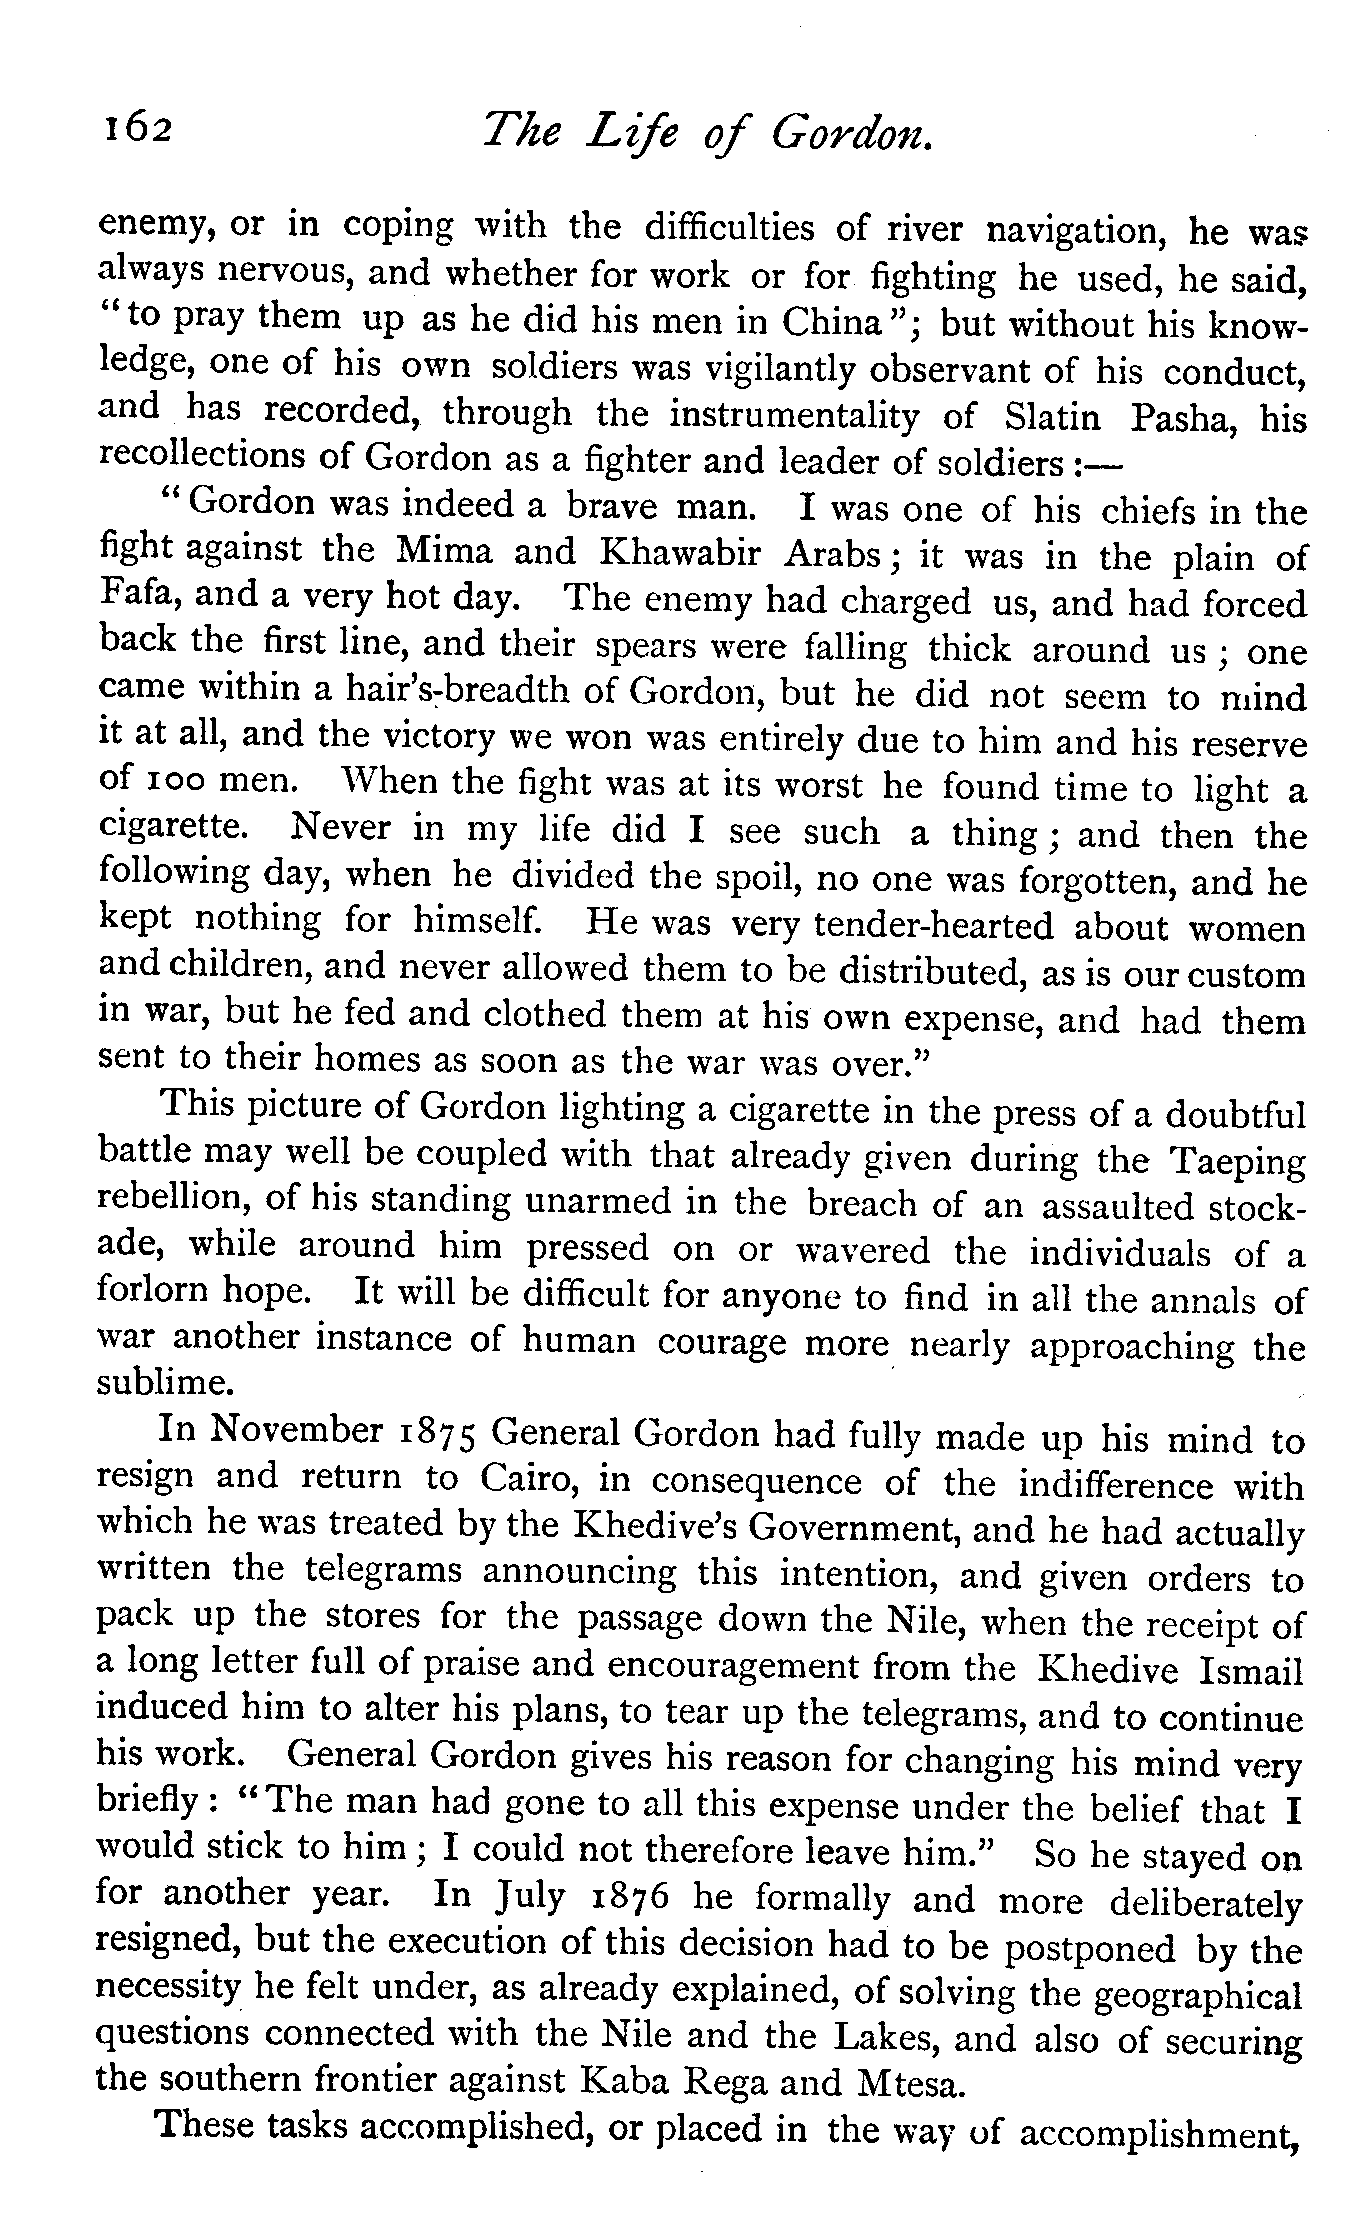 162 The Life of Gordon.
enemy, or in coping with the difficulties of river navigation, he was
always nervous, and whether for work or for fighting he used, he said,
“to pray them up as he did his men in China”; but without his know-
ledge, one of his own soldiers was vigilantly observant of his conduct,
and has recorded, through the instrumentality of Slatin Pasha, his
recollections of Gordon as a fighter and leader of soldiers :—
“Gordon was indeed a brave man. I was one of his chiefs in the
fight against the Mima and Khawabir Arabs ; it was in the plain of
Fafa, and a very hot day. The enemy had charged us, and had forced
back the first line, and their spears were falling thick around us ; one
came within a hair’s-breadth of Gordon, but he did not seem to mind
it at all, and the victory we won was entirely due to him and his reserve
of 100 men. When the fight was at its worst he found time to light a
cigarette. Never in my life did I see such a thing ; and then the
following day, when he divided the spoil, no one was forgotten, and he
kept nothing for himself. He was very tender-hearted about women
and children, and never allowed them to be distributed, as is our custom
in war, but he fed and clothed them at his own expense, and had them
sent to their homes as soon as the war was over.”
This picture of Gordon lighting a cigarette in the press of a doubtful
battle may well be coupled with that already given during the Taeping
rebellion, of his standing unarmed in the breach of an assaulted stock-
ade, while around him pressed on or wavered the individuals of a
forlorn hope. It will be difficult for anyone to find in all the annals of
war another instance of human courage more nearly approaching the
sublime.
In November 1875 General Gordon had fully made up his mind to
resign and return to Cairo, in consequence of the indifference with
which he was treated by the Khedive’s Government, and he had actually
written the telegrams announcing this intention, and given orders to
pack up the stores for the passage down the Nile, when the receipt of
a long letter full of praise and encouragement from the Khedive Ismail
induced him to alter his plans, to tear up the telegrams, and to continue
his work. General Gordon gives his reason for changing his mind very
briefly : “The man had gone to all this expense under the belief that I
would stick to him ; I could not therefore leave him.” So he stayed on
for another year. In July 1876 he formally and more deliberately
resigned, but the execution of this decision had to be postponed by the
necessity he felt under, as already explained, of solving the geographical
questions connected with the Nile and the Lakes, and also of securing
the southern frontier against Kaba Rega and Mtesa.
These tasks accomplished, or placed in the way of accomplishment,